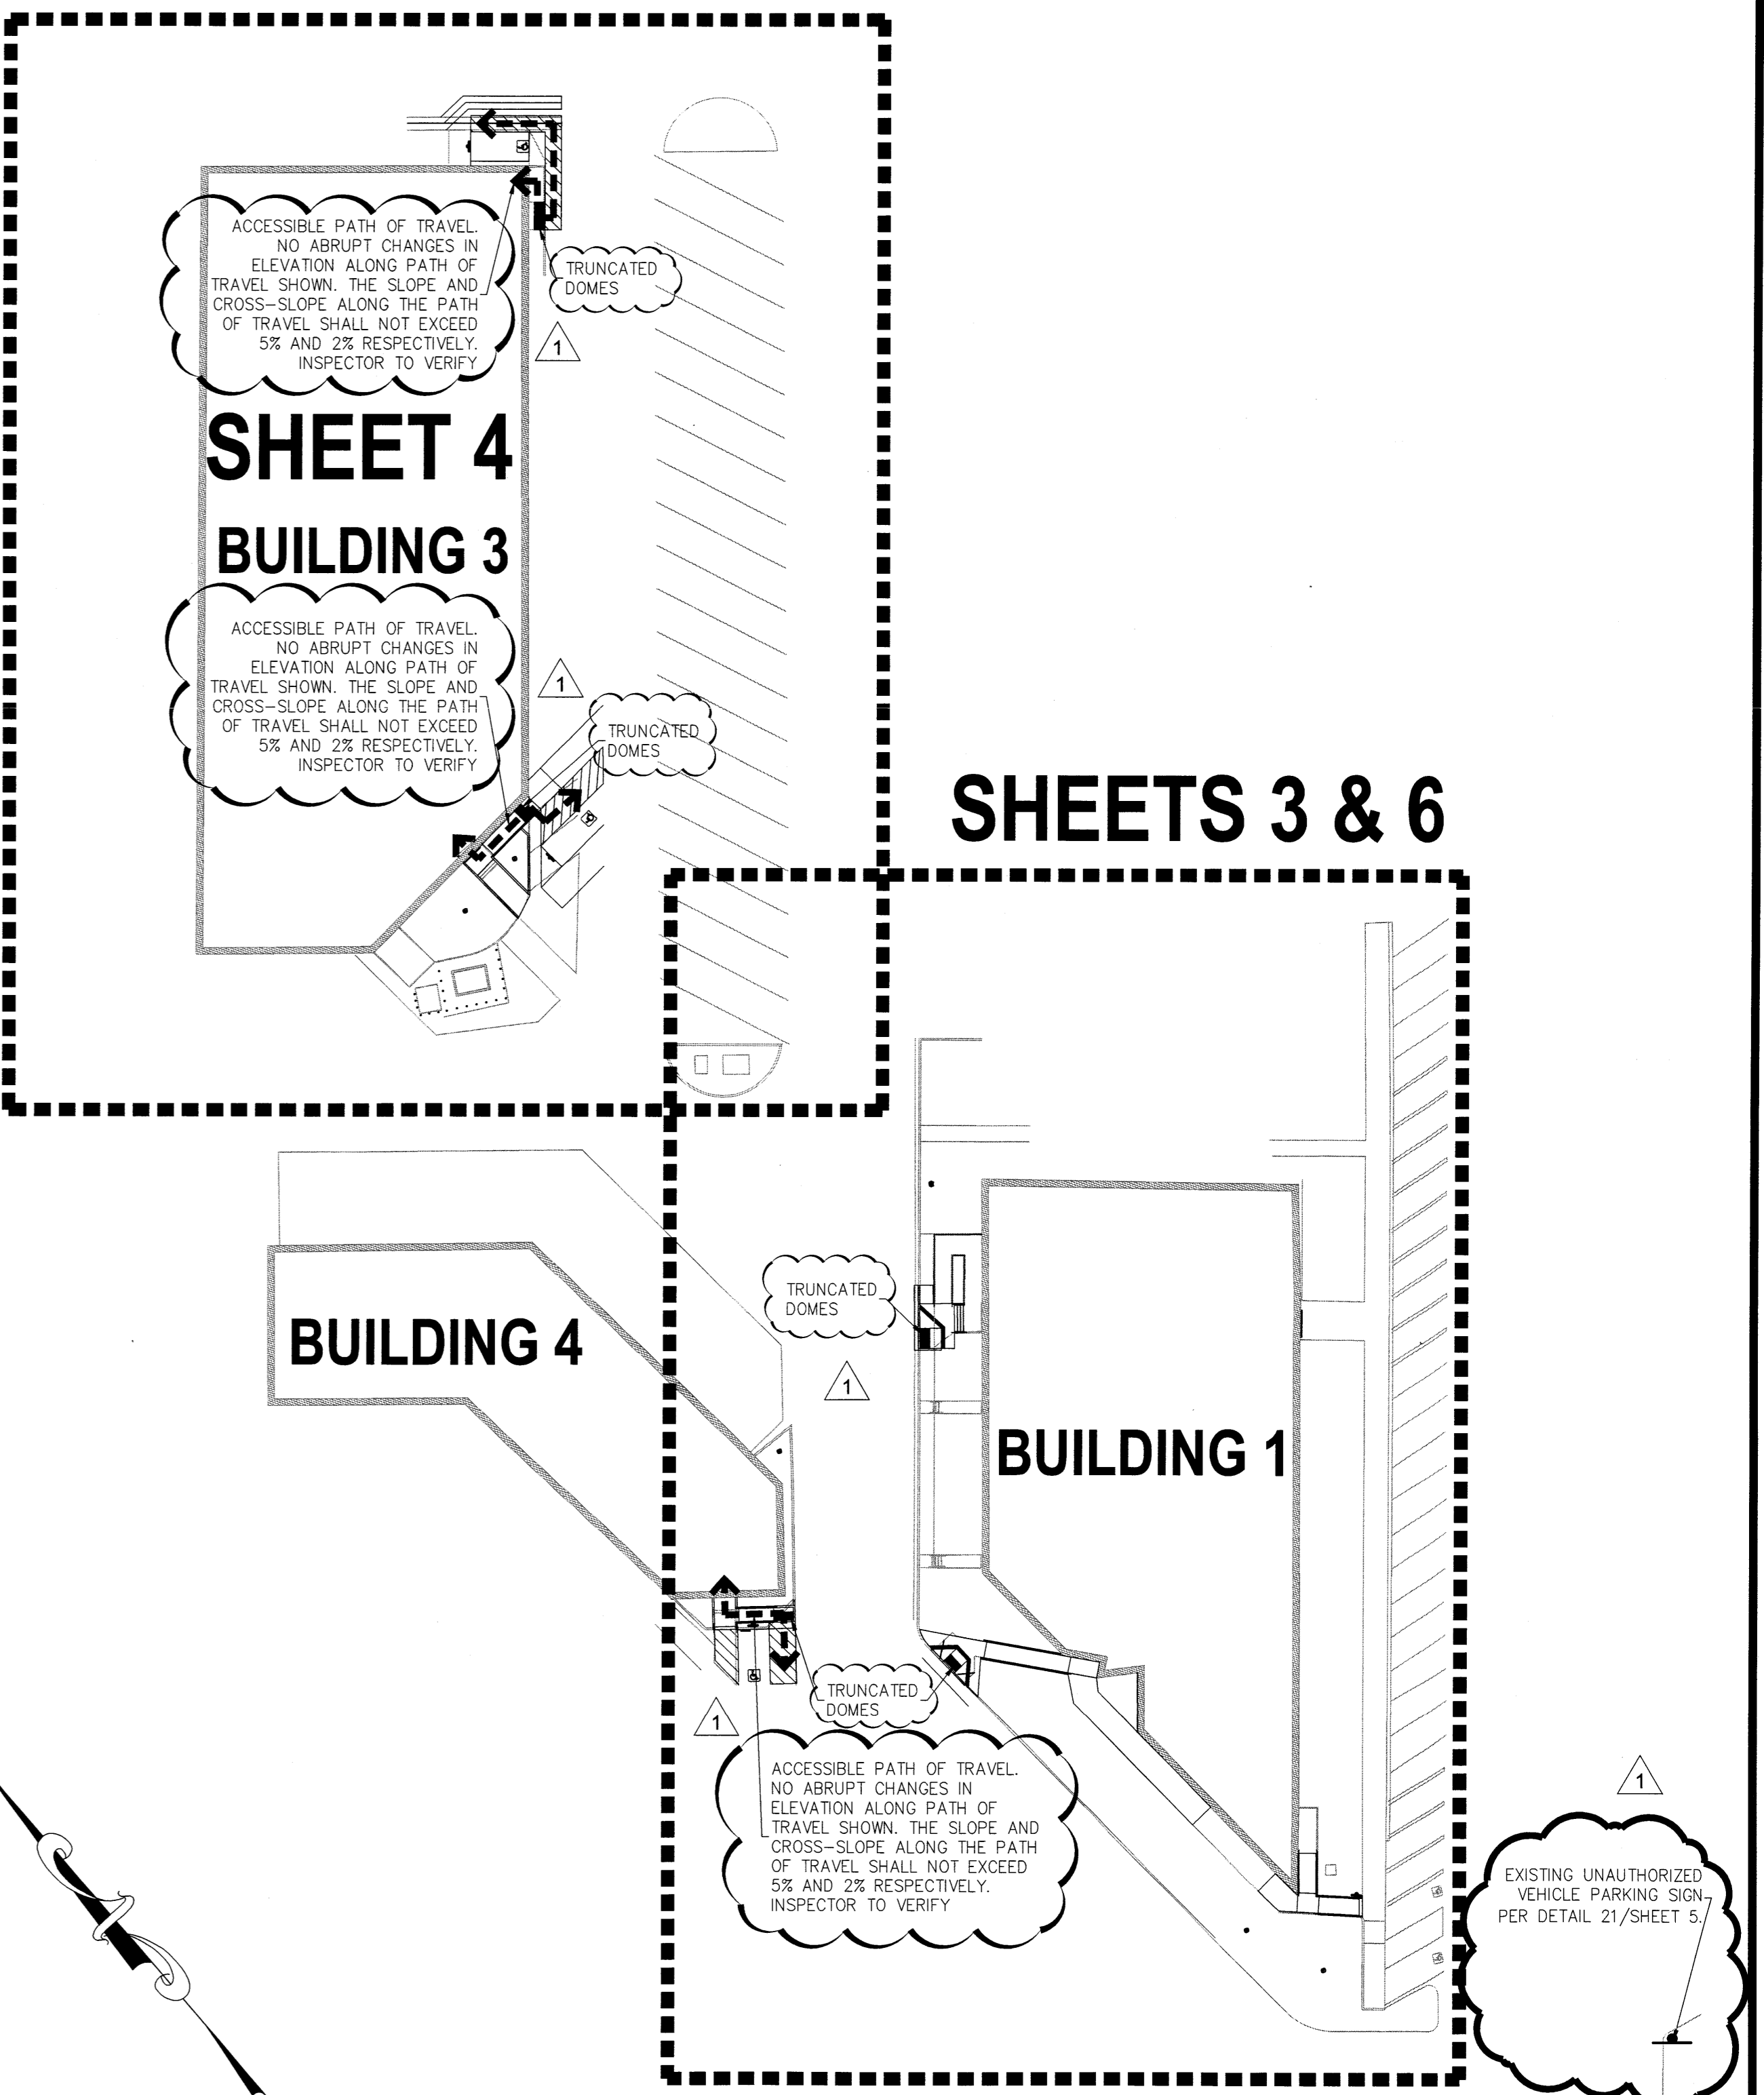 ACCESSIBLE PATH OF TRAVEL.
NO ABRUPT CHANGES IN
ELEVATION ALONG PATH OF
TRAVEL SHOWN. THE SLOPE AND
CROSS-SLOPE ALONG THE PATH
OF TRAVEL SHALL NOT EXCEED
5% AND 2% RESPECTIVELY.
INSPECTOR TO VERIFY
TRUNCATED
DOMES
1
SHEET 4
BUILDING 3
ACCESSIBLE PATH OF TRAVEL.
NO ABRUPT CHANGES IN
ELEVATION ALONG PATH OF
TRAVEL SHOWN. THE SLOPE AND
CROSS-SLOPE ALONG THE PATH
OF TRAVEL SHALL NOT EXCEED
5% AND 2% RESPECTIVELY.
INSPECTOR TO VERIFY
1
TRUNCATED
DOMES
SHEETS 3 & 6
TRUNCATED
DOMES
1
BUILDING 4
BUILDING 1
TRUNCATED
DOMES
1
ACCESSIBLE PATH OF TRAVEL.
NO ABRUPT CHANGES IN
ELEVATION ALONG PATH OF
TRAVEL SHOWN. THE SLOPE AND
CROSS-SLOPE ALONG THE PATH
OF TRAVEL SHALL NOT EXCEED
5% AND 2% RESPECTIVELY.
INSPECTOR TO VERIFY
1
EXISTING UNAUTHORIZED
VEHICLE PARKING SIGN
PER DETAIL 21/SHEET 5.